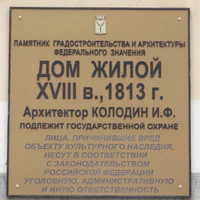 ПАМЯТНИК ГРАДОСТРОИТЕЛЬСТВА И АРХИТЕКТУРЫ
ФЕДЕРАЛЬНОГО ЗНАЧЕНИЯ
ДОМ ЖИЛОЙ
XVIII в.,1813 г.
Архитектор КОЛОДИН И.Ф.
ПОДЛЕЖИТ ГОСУДАРСТВЕННОЙ ОХРАНЕ
ЛИЦА, ПРИЧИНИВШИЕ ВРЕД
ОБЪЕКТУ КУЛЬТУРНОГО НАСЛЕДИЯ,
НЕСУТ В СООТВЕТСТВИИ
С ЗАКОНОДАТЕЛЬСТВОМ
РОССИЙСКОЙ ФЕДЕРАЦИИ
УГОЛОВНУЮ, АДМИНИСТРАТИВНУЮ
И ИНУЮ ОТВЕТСТВЕННОСТЬ